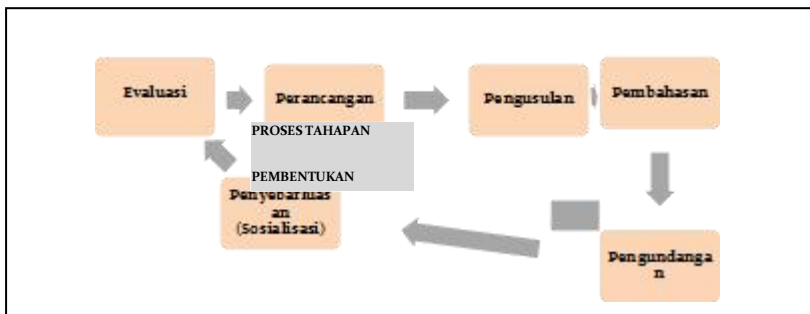 Evaluasi
Perancangan
Pengusulan
Pembahasan
PROSES TAHAPAN
PEMBENTUKAN
Penyebarluas
an
(Sosialisasi)
Pengundanga
n